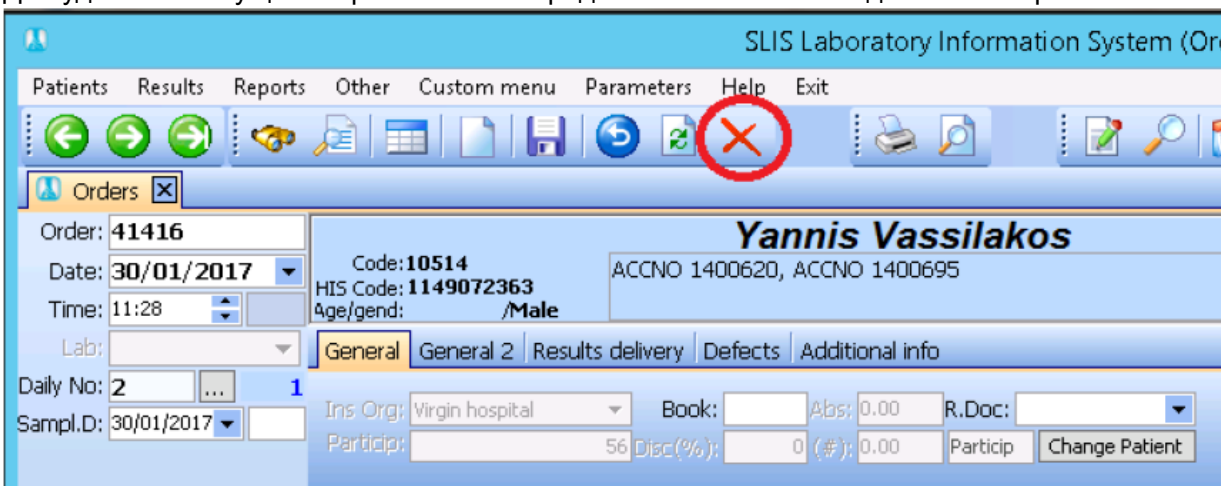 SLIS Laboratory Information System (Or
Patients Results Reports Other Custom menu Parameters Help Exit
Orders
Order: 41416
Date: 30/01/2017
Time: 11:28
Lab:
Daily No: 2 ... 1
Sampl.D: 30/01/2017
Yannis Vassilakos
Code: 10514
HIS Code: 1149072363
Age/gend: /Male
ACCNO 1400620, ACCNO 1400695
General General 2 Results delivery Defects Additional info
Ins Org: Virgin hospital Book: Abs: 0.00 R.Doc:
Particip: 56 Disc(%): 0 (#): 0.00 Particip Change Patient